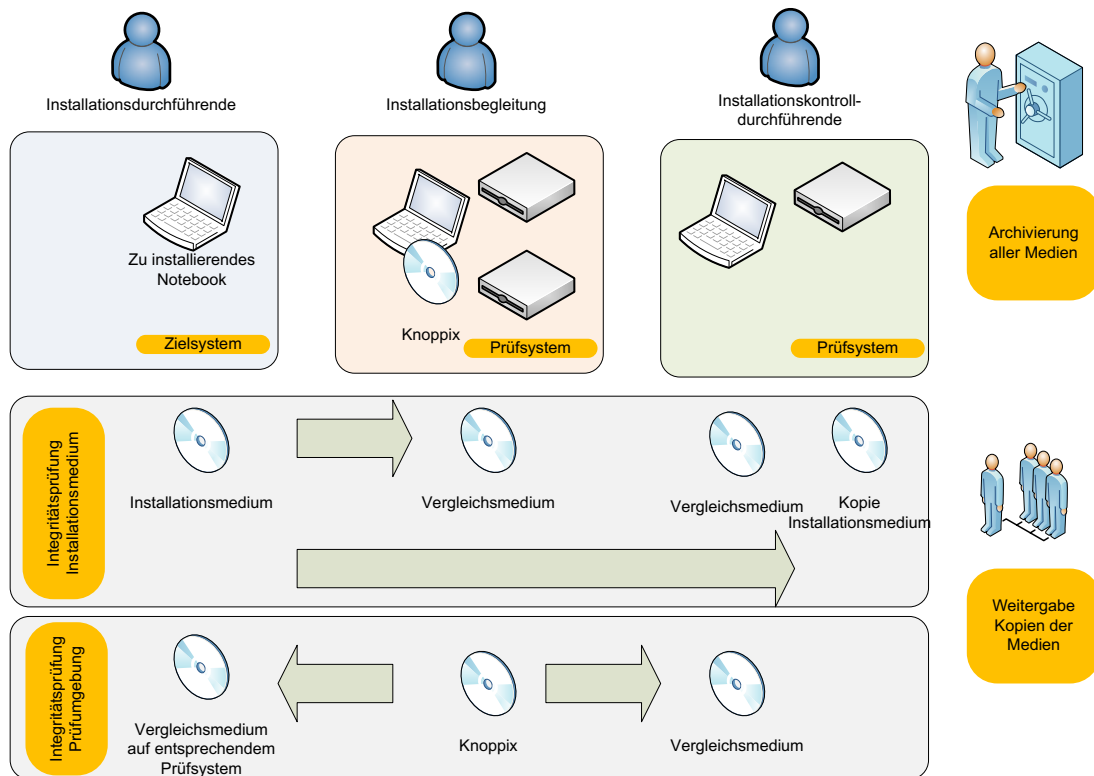 Installationsdurchführende
Installationsbegleitung
Installationskontroll-
durchführende
Zu installierendes
Notebook
Zielsystem
Knoppix
Prüfsystem
Prüfsystem
Archivierung
aller Medien
Integritätsprüfung
Installationsmedium
Installationsmedium
Vergleichsmedium
Vergleichsmedium
Kopie
Installationsmedium
Weitergabe
Kopien der
Medien
Integritätsprüfung
Prüfumgebung
Vergleichsmedium
auf entsprechendem
Prüfsystem
Knoppix
Vergleichsmedium